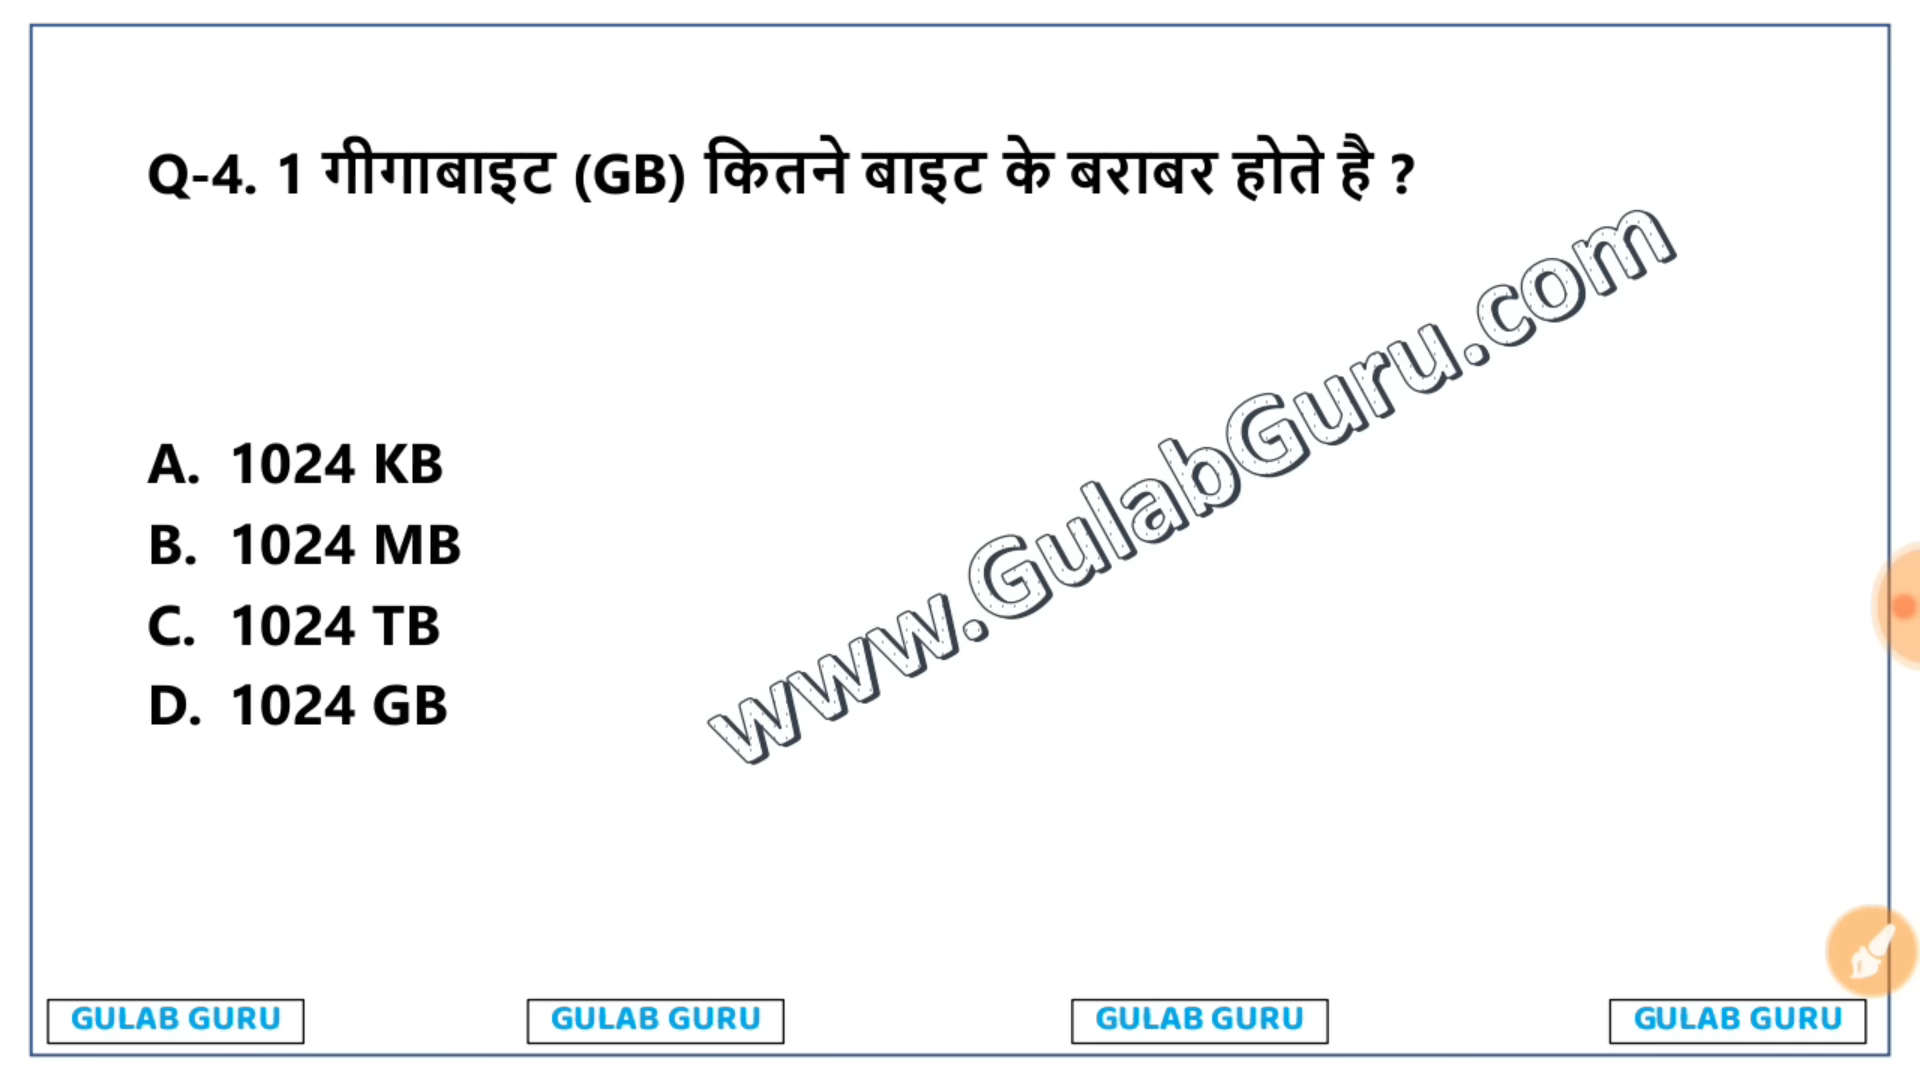 Q-4. 1 गीगाबाइट (GB) कितने बाइट के बराबर होते है ?
www.GulabGuru.com
A. 1024 KB
B. 1024 MB
C. 1024 TB
D. 1024 GB
GULAB GURU
GULAB GURU
GULAB GURU
GULAB GURU